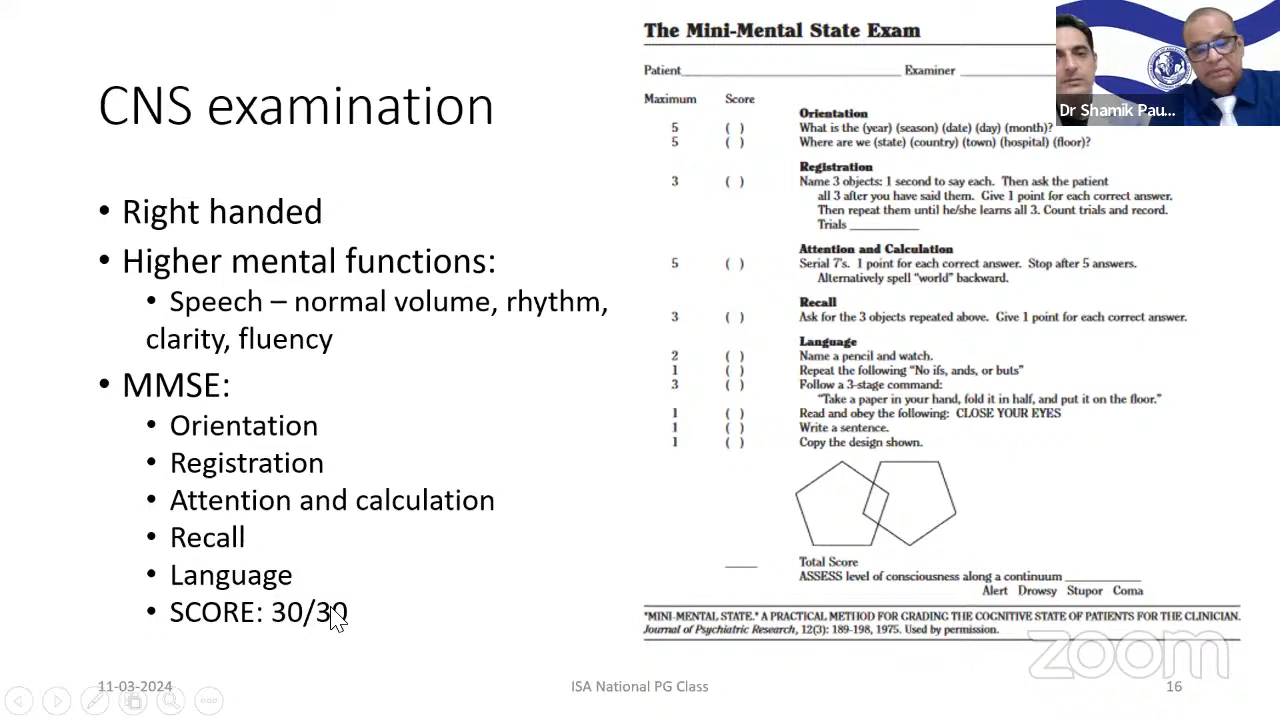 CNS examination
• Right handed
• Higher mental functions:
• Speech – normal volume, rhythm,
clarity, fluency
• MMSE:
• Orientation
• Registration
• Attention and calculation
• Recall
• Language
• SCORE: 30/30
The Mini-Mental State Exam
Patient Examiner
Maximum Score
Orientation
5 ( ) What is the (year) (season) (date) (day) (month)?
5 ( ) Where are we (state) (country) (town) (hospital) (floor)?
Registration
3 ( ) Name 3 objects: 1 second to say each. Then ask the patient
all 3 after you have said them. Give 1 point for each correct answer.
Then repeat them until he/she learns all 3. Count trials and record.
Trials
Attention and Calculation
5 ( ) Serial 7's. 1 point for each correct answer. Stop after 5 answers.
Alternatively spell "world" backward.
Recall
3 ( ) Ask for the 3 objects repeated above. Give 1 point for each correct answer.
Language
2 ( ) Name a pencil and watch.
1 ( ) Repeat the following "No ifs, ands, or buts"
3 ( ) Follow a 3-stage command:
"Take a paper in your hand, fold it in half, and put it on the floor."
1 ( ) Read and obey the following: CLOSE YOUR EYES
1 ( ) Write a sentence.
1 ( ) Copy the design shown.
Total Score
ASSESS level of consciousness along a continuum
Alert Drowsy Stupor Coma
"MINI-MENTAL STATE." A PRACTICAL METHOD FOR GRADING THE COGNITIVE STATE OF PATIENTS FOR THE CLINICIAN.
Journal of Psychiatric Research, 12(3): 189-198, 1975. Used by permission.
Dr Shamik Pau...
zoom
11-03-2024 ISA National PG Class 16